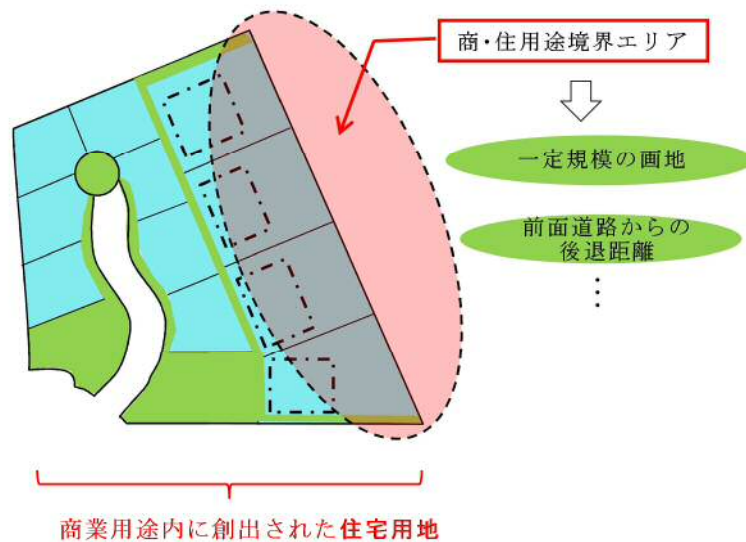 商・住用途境界エリア
一定規模の画地
前面道路からの
後退距離
⋮
商業用途内に創出された住宅用地